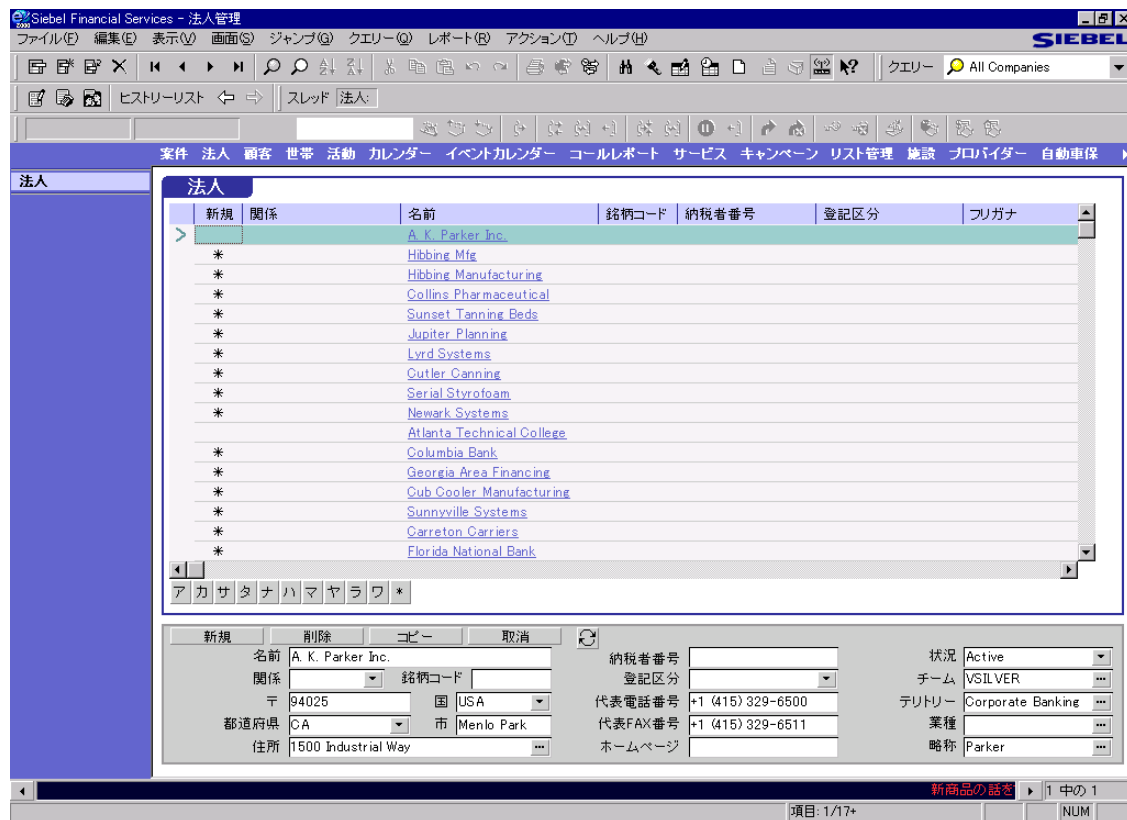 Siebel Financial Services - 法人管理
ファイル(F) 編集(E) 表示(V) 画面(S) ジャンプ(G) クエリー(Q) レポート(R) アクション(T) ヘルプ(H) SIEBEL
クエリー All Companies
ヒストリーリスト スレッド 法人:
案件 法人 顧客 世帯 活動 カレンダー イベントカレンダー コールレポート サービス キャンペーン リスト管理 施設 プロバイダー 自動車保
法人
法人
新規 関係 名前 銘柄コード 納税者番号 登記区分 フリガナ
> A. K. Parker Inc.
* Hibbing Mfg
* Hibbing Manufacturing
* Collins Pharmaceutical
* Sunset Tanning Beds
* Jupiter Planning
* Lyrd Systems
* Cutler Canning
* Serial Styrofoam
* Newark Systems
Atlanta Technical College
* Columbia Bank
* Georgia Area Financing
* Cub Cooler Manufacturing
* Sunnyville Systems
* Carreton Carriers
* Florida National Bank
ア カ サ タ ナ ハ マ ヤ ラ ワ *
新規 削除 コピー 取消
名前 A. K. Parker Inc. 納税者番号 状況 Active
関係 銘柄コード 登記区分 チーム VSILVER
〒 94025 国 USA 代表電話番号 +1 (415) 329-6500 テリトリー Corporate Banking
都道府県 CA 市 Menlo Park 代表FAX番号 +1 (415) 329-6511 業種
住所 1500 Industrial Way ホームページ 略称 Parker
新商品の話を 1 中の 1
項目: 1/17+ NUM